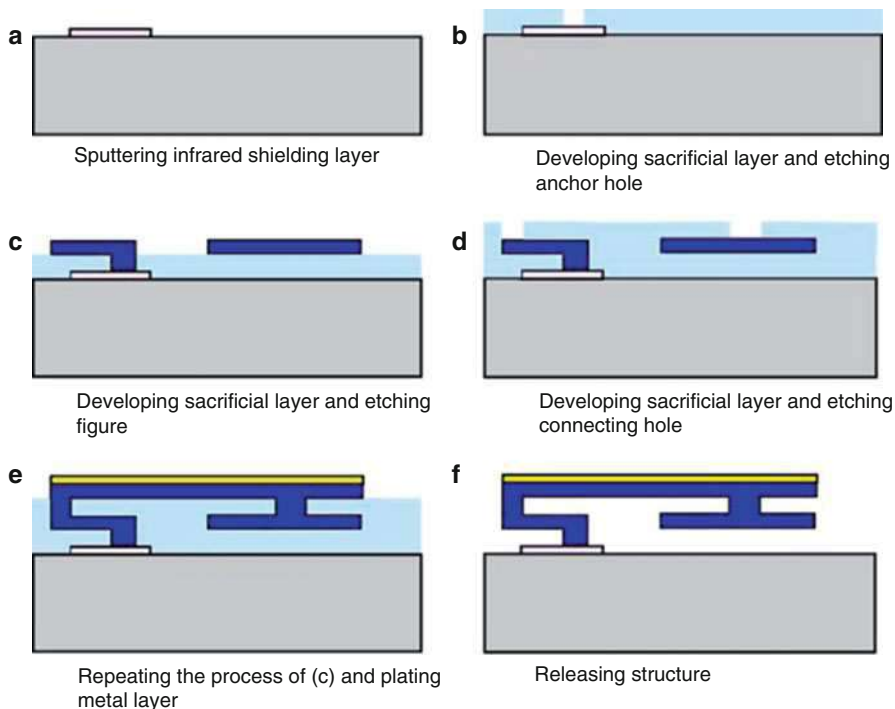 a
Sputtering infrared shielding layer
b
Developing sacrificial layer and etching
anchor hole
c
Developing sacrificial layer and etching
figure
d
Developing sacrificial layer and etching
connecting hole
e
Repeating the process of (c) and plating
metal layer
f
Releasing structure